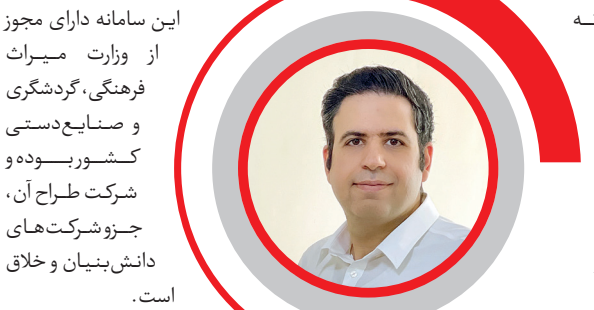 این سامانه دارای مجوز
از وزارت میراث
فرهنگی، گردشگری
و صنایع‌دستی
کشور بوده و
شرکت طراح آن،
جزو شرکت‌های
دانش‌بنیان و خلاق
است.